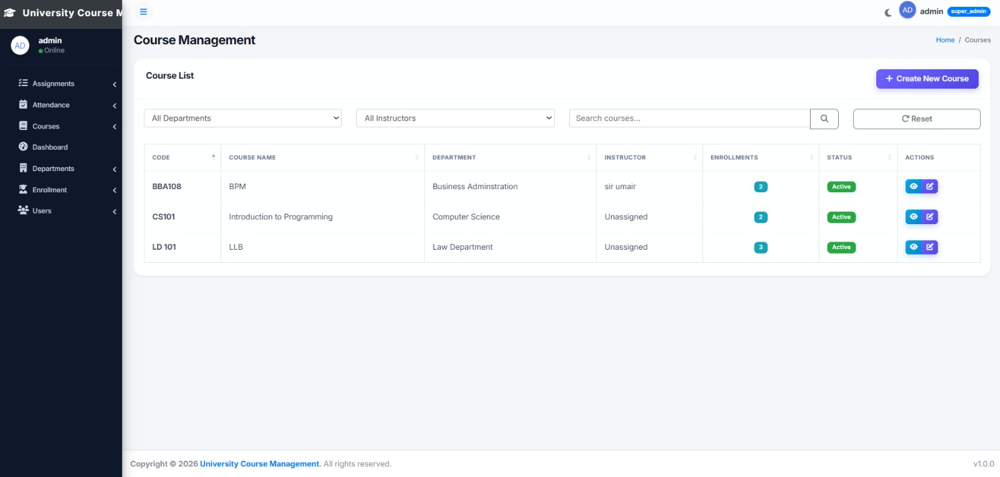 University Course M
AD admin super_admin
AD admin
Online
Assignments
Attendance
Courses
Dashboard
Departments
Enrollment
Users
Course Management
Home / Courses
Course List
+ Create New Course
All Departments All Instructors Search courses... Reset
CODE COURSE NAME DEPARTMENT INSTRUCTOR ENROLLMENTS STATUS ACTIONS
BBA108 BPM Business Adminstration sir umair 2 Active
CS101 Introduction to Programming Computer Science Unassigned 2 Active
LD 101 LLB Law Department Unassigned 3 Active
Copyright © 2026 University Course Management. All rights reserved. v1.0.0